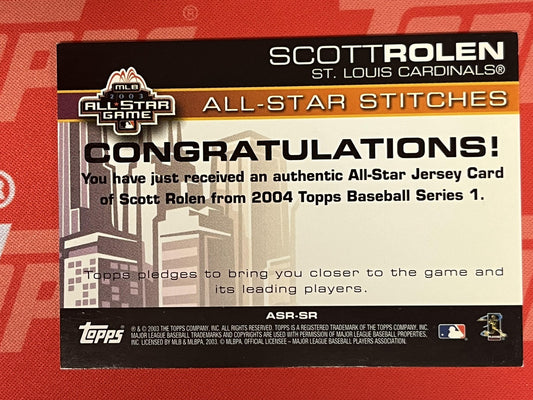 TOPPS
SCOTT ROLEN
ST. LOUIS CARDINALS®
MLB
2003
ALL-STAR
GAME
ALL-STAR STITCHES
CONGRATULATIONS!
You have just received an authentic All-Star Jersey Card
of Scott Rolen from 2004 Topps Baseball Series 1.
Topps pledges to bring you closer to the game and
its leading players.
ASR-SR
Topps
® & © 2003 THE TOPPS COMPANY, INC. ALL RIGHTS RESERVED. TOPPS IS A REGISTERED TRADEMARK OF THE TOPPS COMPANY, INC.
MAJOR LEAGUE BASEBALL TRADEMARKS AND COPYRIGHTS ARE USED WITH PERMISSION OF MAJOR LEAGUE BASEBALL PROPERTIES,
INC. LICENSED BY MLB & MLBPA, 2003. © MLBPA. OFFICIAL LICENSEE – MAJOR LEAGUE BASEBALL PLAYERS ASSOCIATION.